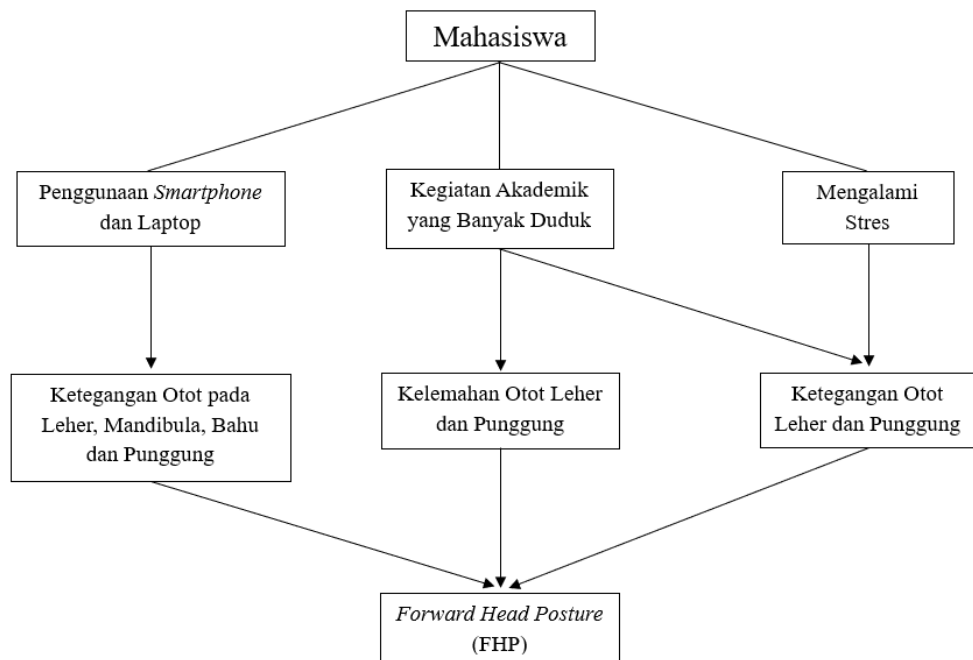 Mahasiswa
Penggunaan Smartphone
dan Laptop
Kegiatan Akademik
yang Banyak Duduk
Mengalami
Stres
Ketegangan Otot pada
Leher, Mandibula, Bahu
dan Punggung
Kelemahan Otot Leher
dan Punggung
Ketegangan Otot
Leher dan Punggung
Forward Head Posture
(FHP)